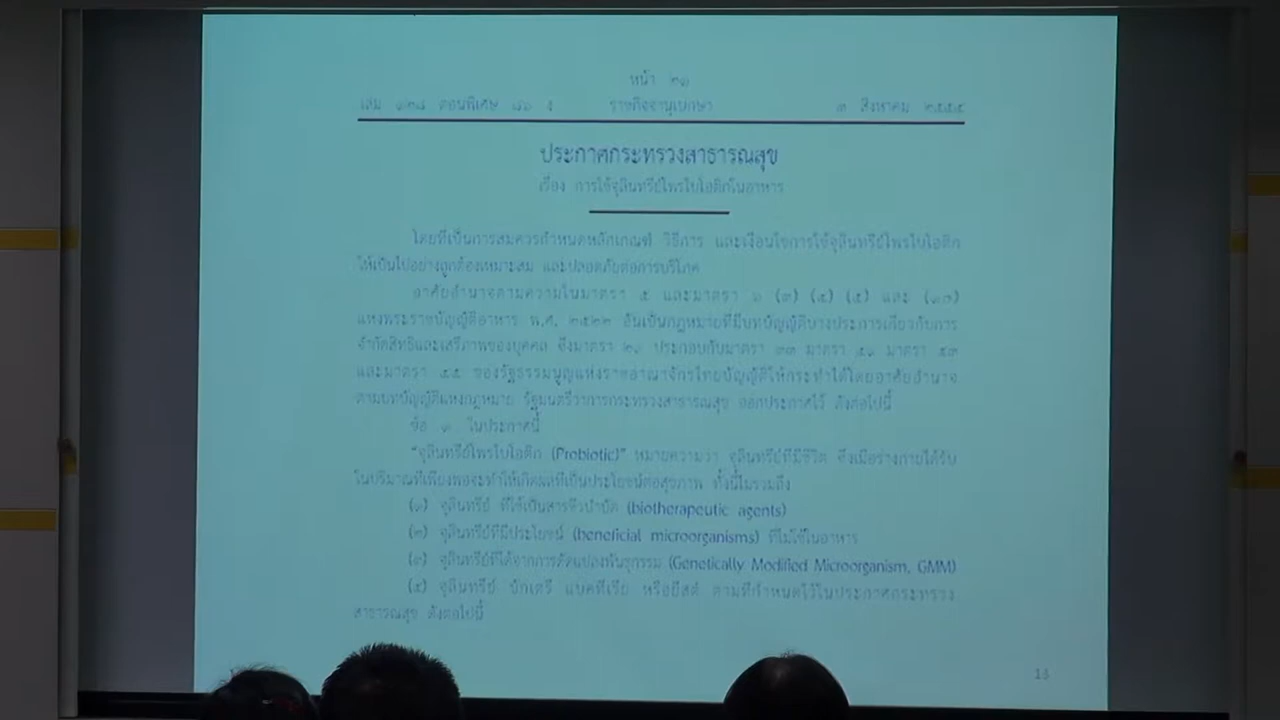 หน้า ๒๑
เล่ม ๑๒๘ ตอนพิเศษ ๘๖ ง ราชกิจจานุเบกษา สิงหาคม ๒๕๕๔
ประกาศกระทรวงสาธารณสุข
เรื่อง การใช้จุลินทรีย์โพรไบโอติกในอาหาร
โดยที่เป็นการสมควรกำหนดหลักเกณฑ์ วิธีการ และเงื่อนไขการใช้จุลินทรีย์โพรไบโอติก
ให้เป็นไปอย่างถูกต้องเหมาะสม และปลอดภัยต่อการบริโภค
อาศัยอำนาจตามความในมาตรา ๕ และมาตรา ๖ (๓) (๔) (๕) และ (๑๐)
แห่งพระราชบัญญัติอาหาร พ.ศ. ๒๕๒๒ อันเป็นกฎหมายที่มีบทบัญญัติบางประการเกี่ยวกับการ
จำกัดสิทธิและเสรีภาพของบุคคล ซึ่งมาตรา ๒๙ ประกอบกับมาตรา ๓๓ มาตรา ๔๑ มาตรา ๔๓
และมาตรา ๔๕ ของรัฐธรรมนูญแห่งราชอาณาจักรไทยบัญญัติให้กระทำได้โดยอาศัยอำนาจ
ตามบทบัญญัติแห่งกฎหมาย รัฐมนตรีว่าการกระทรวงสาธารณสุข ออกประกาศไว้ ดังต่อไปนี้
ข้อ ๑ ในประกาศนี้
“จุลินทรีย์โพรไบโอติก (Probiotic)” หมายความว่า จุลินทรีย์ที่มีชีวิต ซึ่งเมื่อร่างกายได้รับ
ในปริมาณที่เพียงพอจะทำให้เกิดผลที่เป็นประโยชน์ต่อสุขภาพ ทั้งนี้ไม่รวมถึง
(๑) จุลินทรีย์ ที่ใช้เป็นสารชีวบำบัด (biotherapeutic agents)
(๒) จุลินทรีย์ที่มีประโยชน์ (beneficial microorganisms) ที่ไม่ใช้ในอาหาร
(๓) จุลินทรีย์ที่ได้จากการดัดแปลงพันธุกรรม (Genetically Modified Microorganism, GMM)
(๔) จุลินทรีย์ แบคทีเรีย หรือยีสต์ ตามที่กำหนดไว้ในประกาศกระทรวง
สาธารณสุข ดังต่อไปนี้